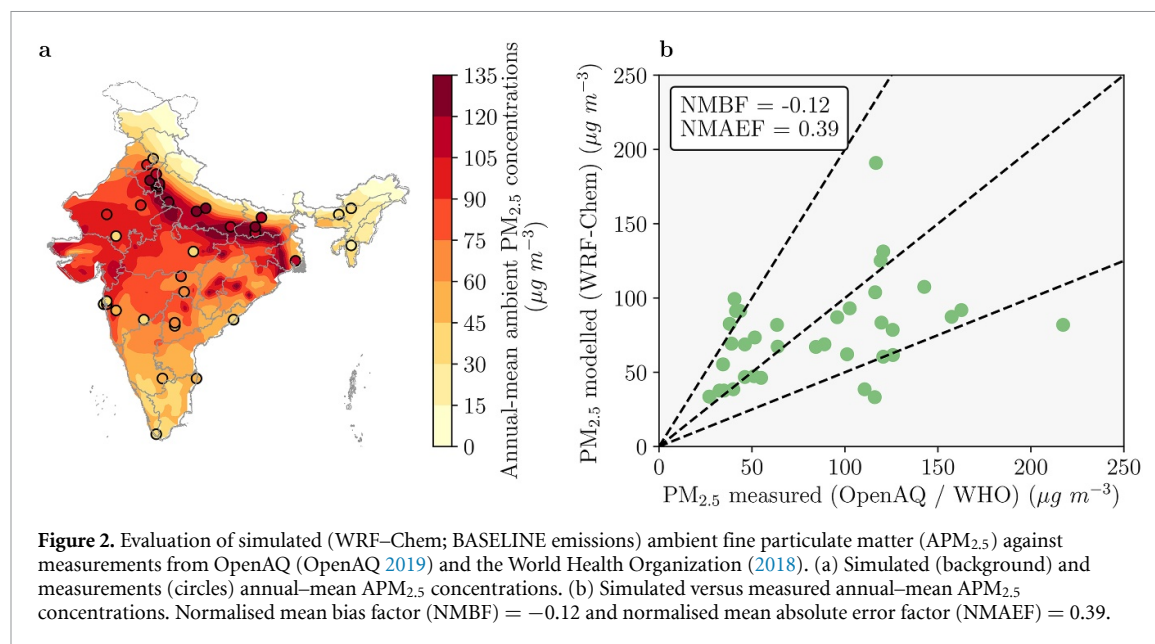 a
135
120
105
90
75
60
45
30
15
0
Annual-mean ambient PM2.5 concentrations
(μg m−3)
b
NMBF = -0.12
NMAEF = 0.39
250
200
150
100
50
0
PM2.5 modelled (WRF-Chem) (μg m−3)
0 50 100 150 200 250
PM2.5 measured (OpenAQ / WHO) (μg m−3)
Figure 2. Evaluation of simulated (WRF–Chem; BASELINE emissions) ambient fine particulate matter (APM2.5) against
measurements from OpenAQ (OpenAQ 2019) and the World Health Organization (2018). (a) Simulated (background) and
measurements (circles) annual–mean APM2.5 concentrations. (b) Simulated versus measured annual–mean APM2.5
concentrations. Normalised mean bias factor (NMBF) = −0.12 and normalised mean absolute error factor (NMAEF) = 0.39.